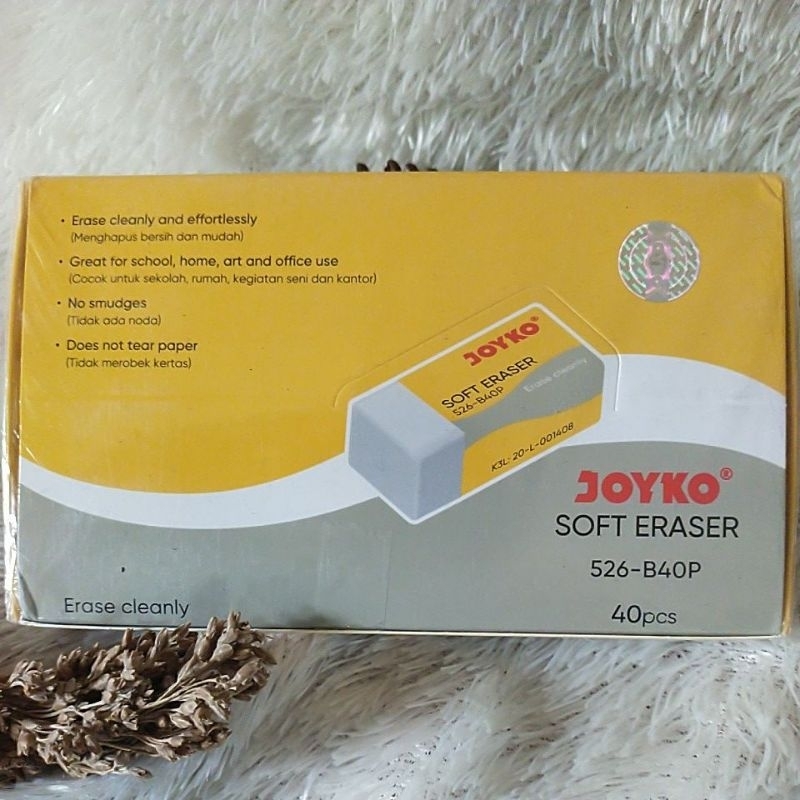 • Erase cleanly and effortlessly
(Menghapus bersih dan mudah)
• Great for school, home, art and office use
(Cocok untuk sekolah, rumah, kegiatan seni dan kantor)
• No smudges
(Tidak ada noda)
• Does not tear paper
(Tidak merobek kertas)
JOYKO®
SOFT ERASER
526-B40P
Erase cleanly
K3L: 20-L-001408
JOYKO®
SOFT ERASER
526-B40P
40pcs
Erase cleanly